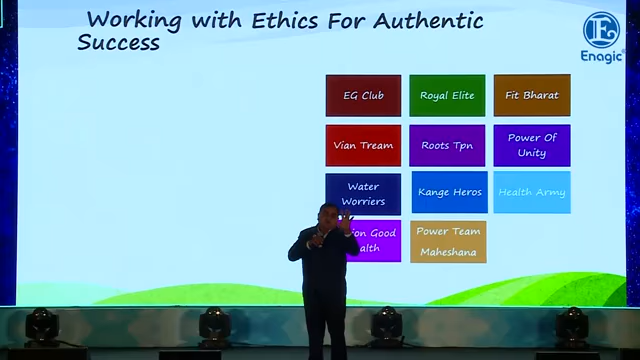 Working with Ethics For Authentic
Success
Enagic
EG Club
Royal Elite
Fit Bharat
Vian Tream
Roots Tpn
Power Of
Unity
Water
Worriers
Kange Heros
Health Army
Good
Power Team
Maheshana